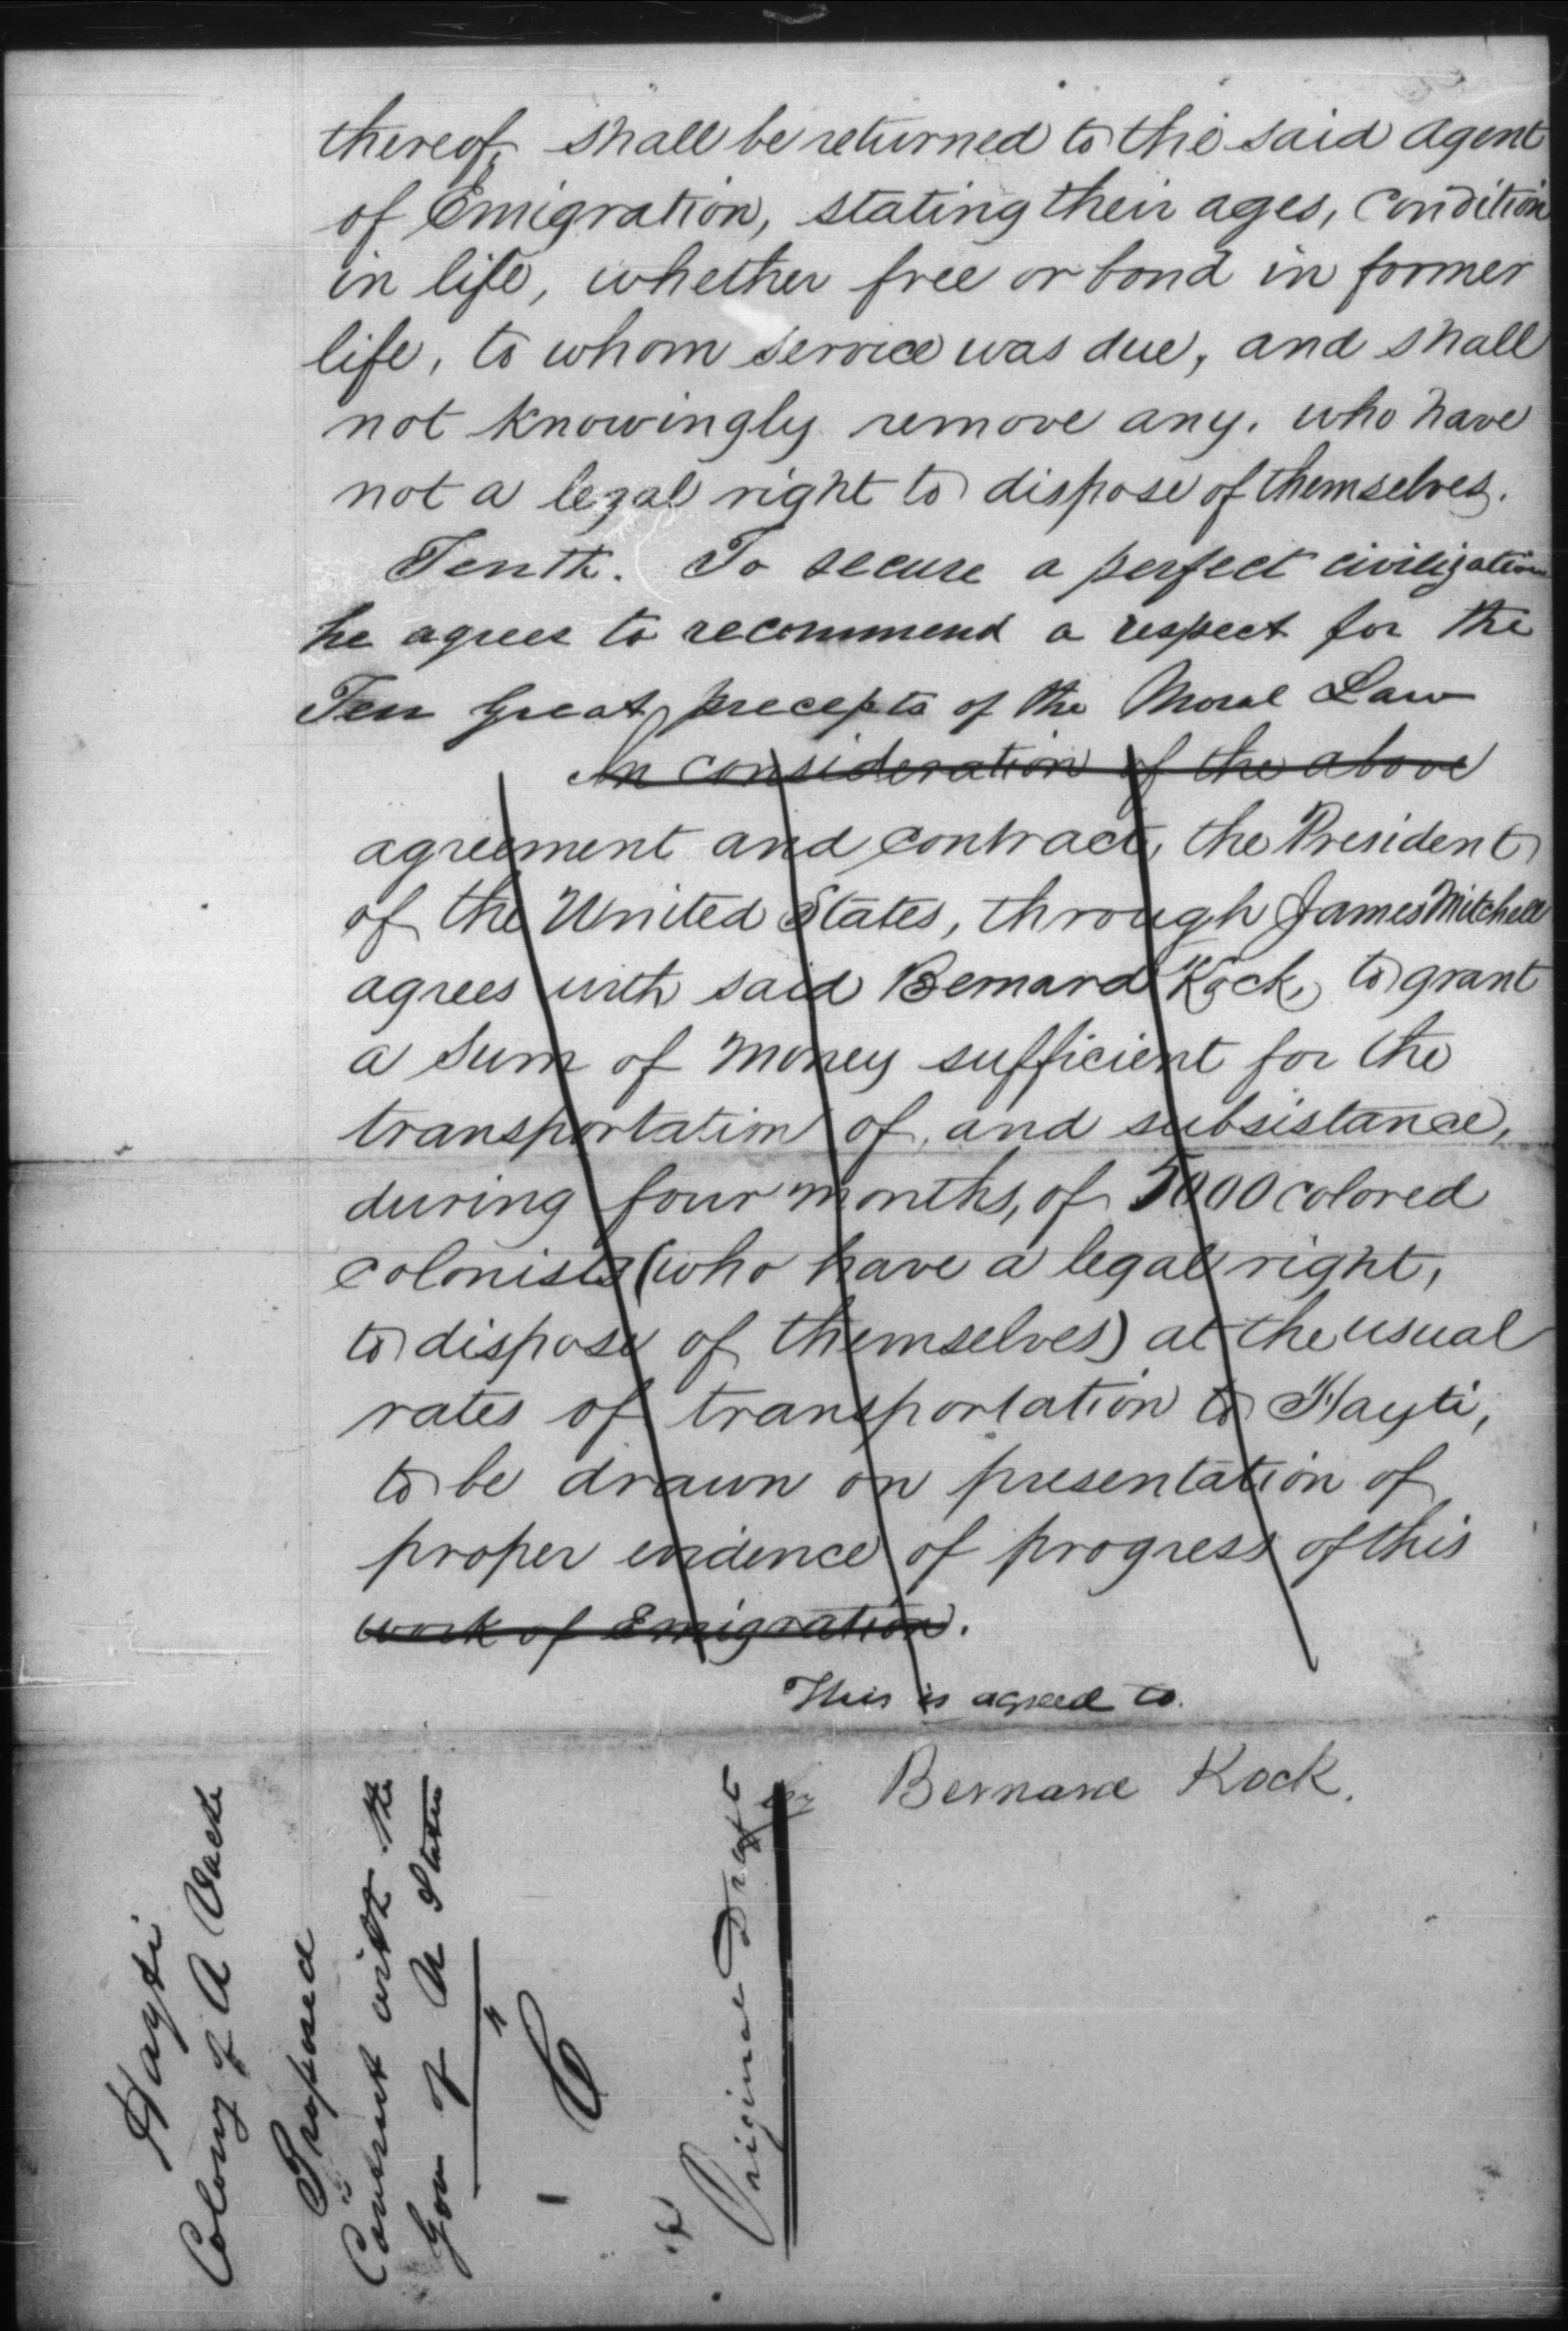 thereof, shall be returned to the said agent
of Emigration, stating their ages, condition
in life, whether free or bond in former
life, to whom service was due, and shall
not knowingly remove any, who have
not a legal right to dispose of themselves.
Tenth. To secure a perfect civilization
he agrees to recommend a respect for the
Ten great precepts of the Moral Law
In consideration of the above
agreement and contract, the President
of the United States, through James Mitchell
agrees with said Bernard Kock, to grant
a sum of money sufficient for the
transportation of, and subsistance,
during four months, of 5000 colored
colonists (who have a legal right,
to dispose of themselves) at the usual
rates of transportation to Hayti,
to be drawn on presentation of
proper evidence of progress of this
work of Emigration.
This is agreed to.
by Bernard Kock.
Hayti
Colony of A Vache
Proposed
Contract with the
Gov of U States
Original Draft